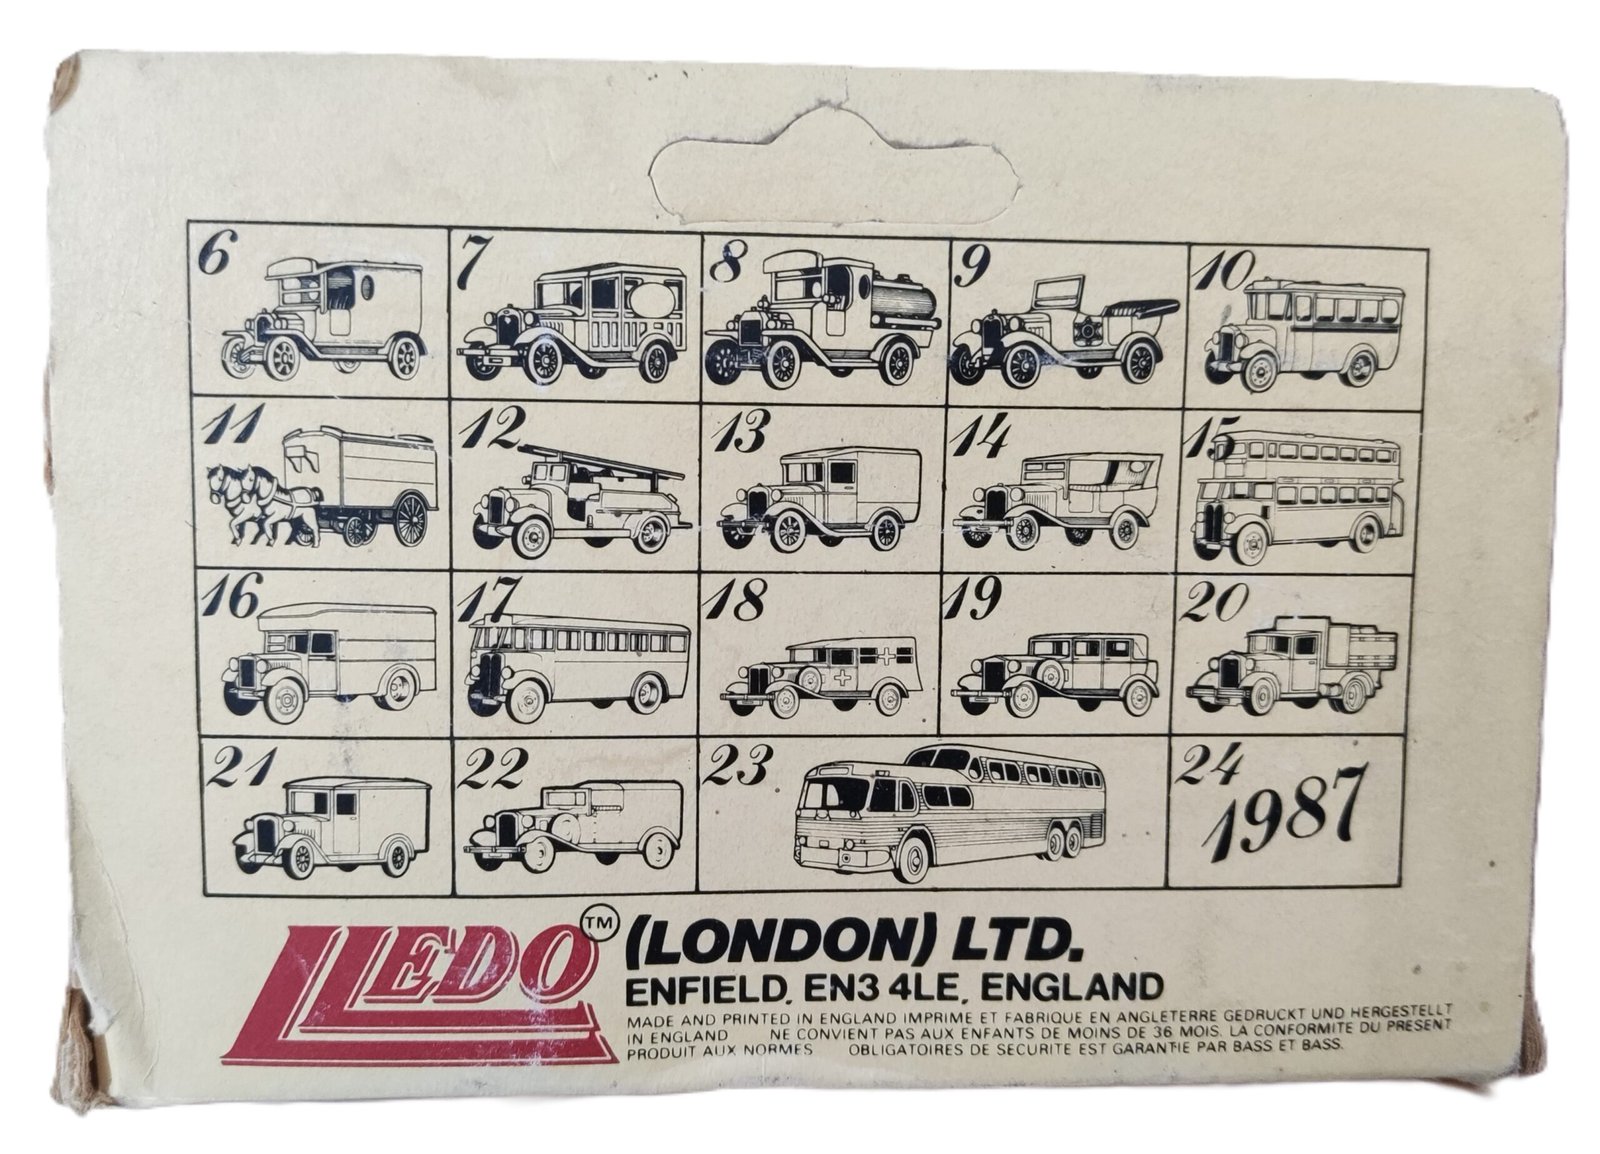 6 7 8 9 10
11 12 13 14 15
16 17 18 19 20
21 22 23 24 1987
LLEDO TM (LONDON) LTD.
ENFIELD, EN3 4LE, ENGLAND
MADE AND PRINTED IN ENGLAND IMPRIME ET FABRIQUE EN ANGLETERRE GEDRUCKT UND HERGESTELLT
IN ENGLAND NE CONVIENT PAS AUX ENFANTS DE MOINS DE 36 MOIS. LA CONFORMITE DU PRESENT
PRODUIT AUX NORMES OBLIGATOIRES DE SECURITE EST GARANTIE PAR BASS ET BASS.